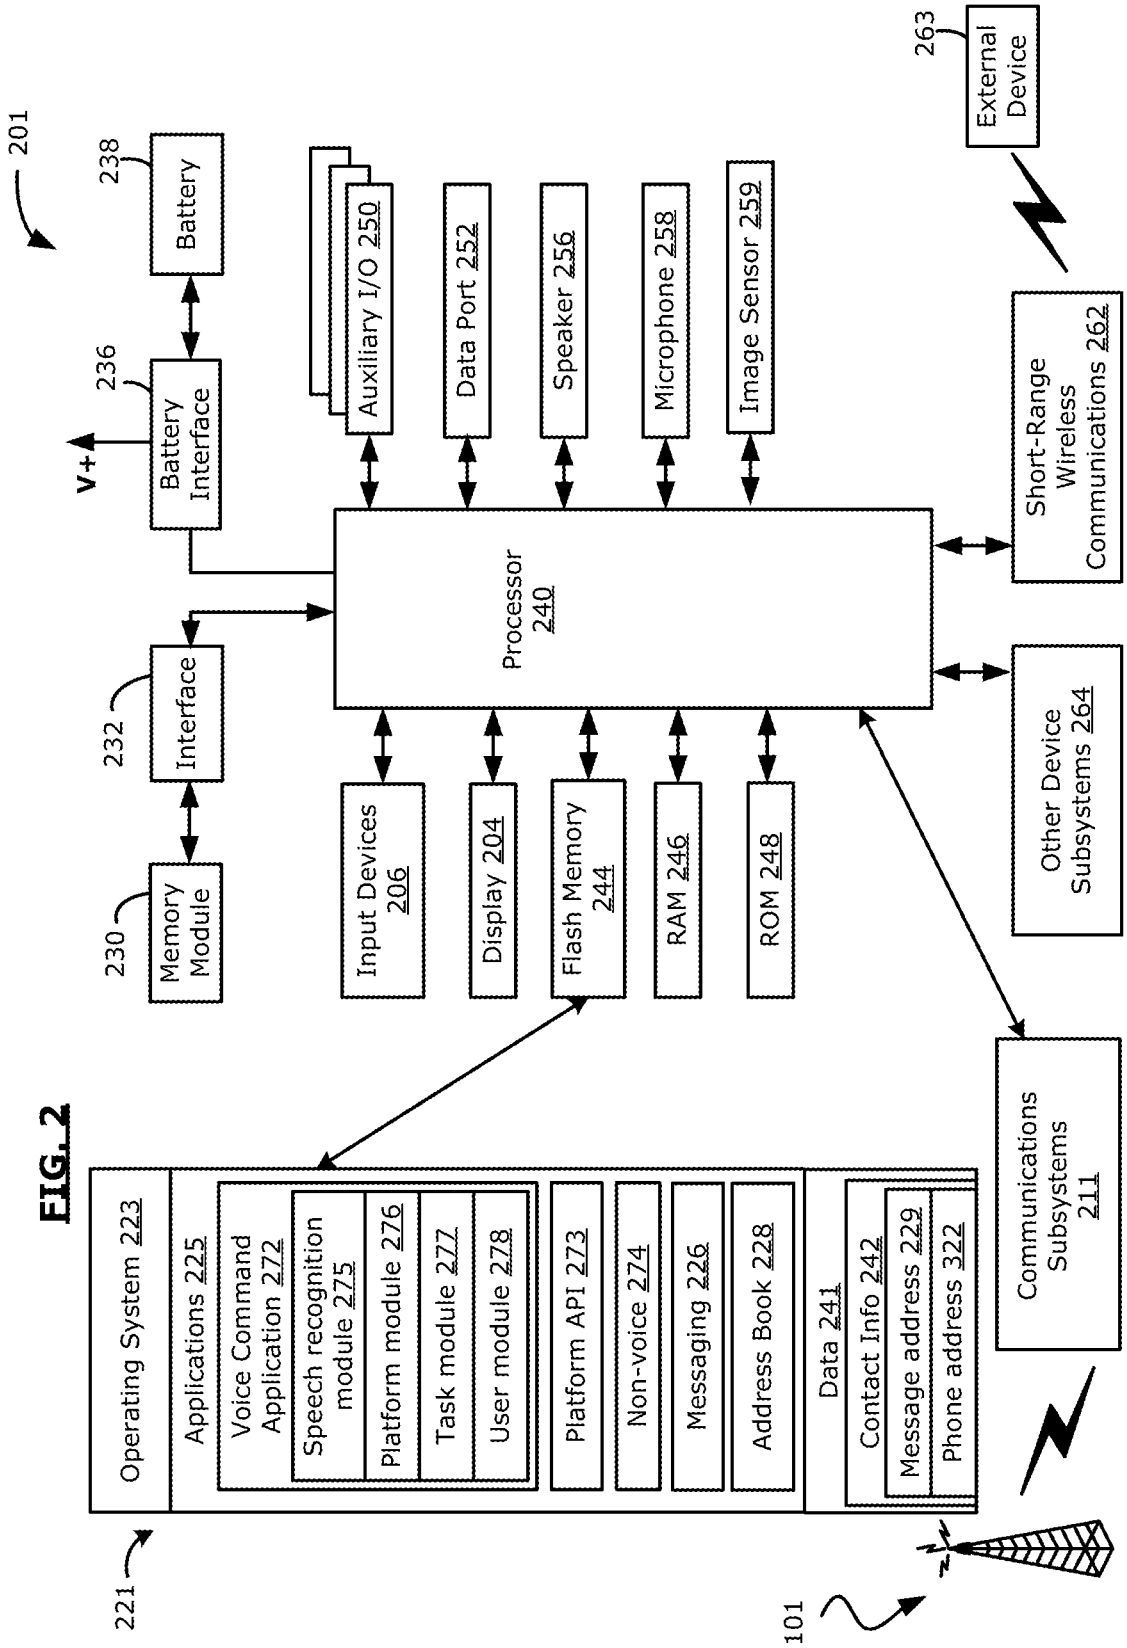 FIG. 2
201
221
Operating System 223
Applications 225
Voice Command
Application 272
Speech recognition
module 275
Platform module 276
Task module 277
User module 278
Platform API 273
Non-voice 274
Messaging 226
Address Book 228
Data 241
Contact Info 242
Message address 229
Phone address 322
101
230
Memory
Module
232
Interface
V+
236
Battery
Interface
238
Battery
Input Devices
206
Display 204
Flash Memory
244
RAM 246
ROM 248
Processor
240
Auxiliary I/O 250
Data Port 252
Speaker 256
Microphone 258
Image Sensor 259
Communications
Subsystems
211
Other Device
Subsystems 264
Short-Range
Wireless
Communications 262
263
External
Device